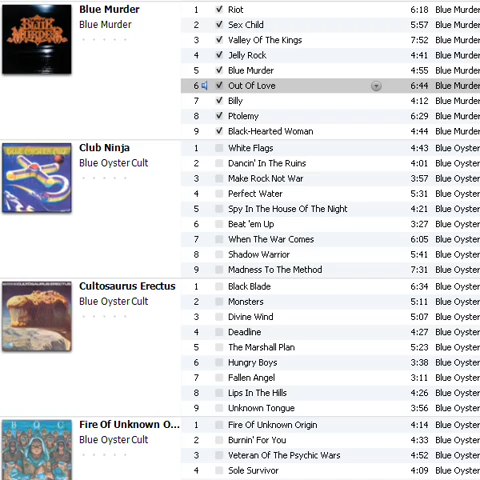 Blue Murder
Blue Murder
1 Riot 6:18 Blue Murder
2 Sex Child 5:57 Blue Murder
3 Valley Of The Kings 7:52 Blue Murder
4 Jelly Rock 4:41 Blue Murder
5 Blue Murder 4:55 Blue Murder
6 Out Of Love 6:44 Blue Murder
7 Billy 4:12 Blue Murder
8 Ptolemy 6:29 Blue Murder
9 Black-Hearted Woman 4:44 Blue Murder
Club Ninja
Blue Oyster Cult
1 White Flags 4:43 Blue Oyster
2 Dancin' In The Ruins 4:01 Blue Oyster
3 Make Rock Not War 3:57 Blue Oyster
4 Perfect Water 5:31 Blue Oyster
5 Spy In The House Of The Night 4:21 Blue Oyster
6 Beat 'em Up 3:27 Blue Oyster
7 When The War Comes 6:05 Blue Oyster
8 Shadow Warrior 5:41 Blue Oyster
9 Madness To The Method 7:31 Blue Oyster
Cultosaurus Erectus
Blue Oyster Cult
1 Black Blade 6:34 Blue Oyster
2 Monsters 5:11 Blue Oyster
3 Divine Wind 5:07 Blue Oyster
4 Deadline 4:27 Blue Oyster
5 The Marshall Plan 5:23 Blue Oyster
6 Hungry Boys 3:38 Blue Oyster
7 Fallen Angel 3:11 Blue Oyster
8 Lips In The Hills 4:26 Blue Oyster
9 Unknown Tongue 3:56 Blue Oyster
Fire Of Unknown O...
Blue Oyster Cult
1 Fire Of Unknown Origin 4:14 Blue Oyster
2 Burnin' For You 4:33 Blue Oyster
3 Veteran Of The Psychic Wars 4:52 Blue Oyster
4 Sole Survivor 4:09 Blue Oyster
BLUE MURDER
BLUE OYSTER CULT
CULTOSAURUS ERECTUS
B O C